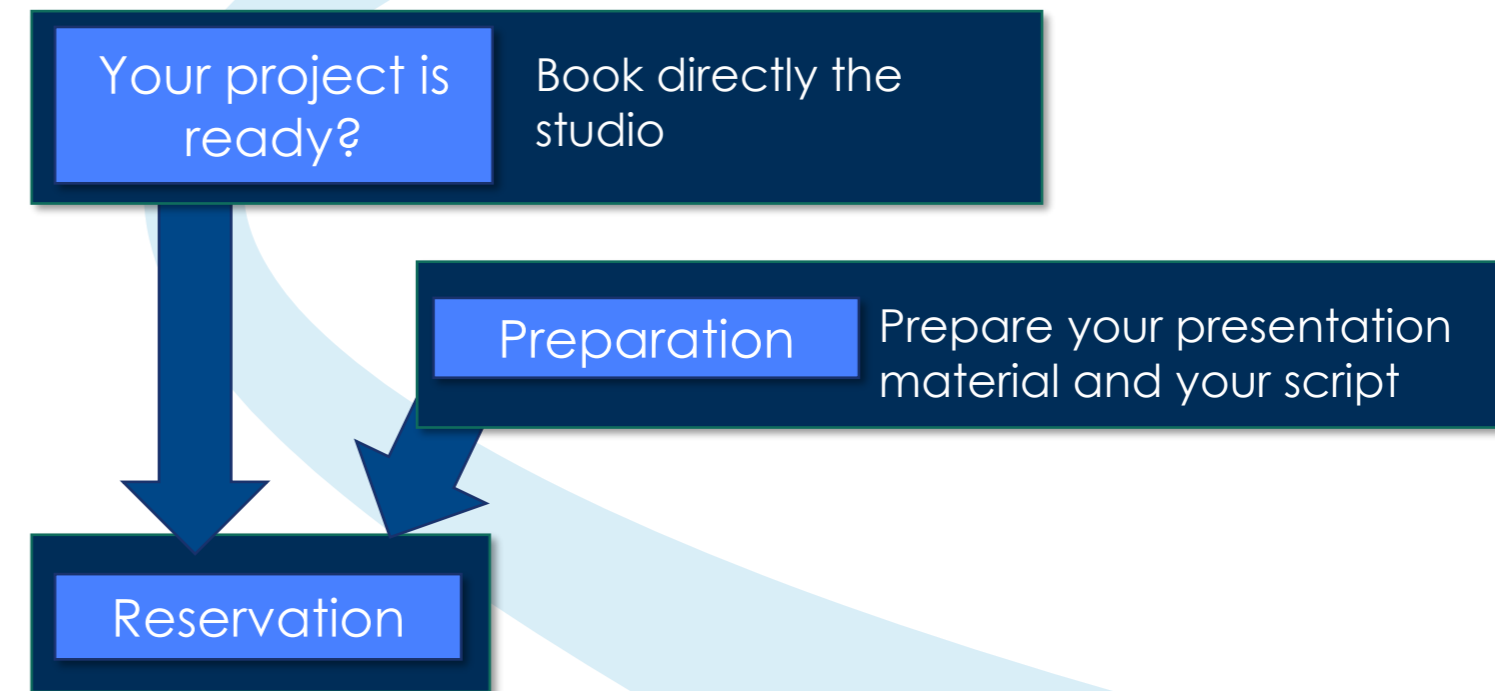 Your project is
ready?
Book directly the
studio
Preparation
Prepare your presentation
material and your script
Reservation